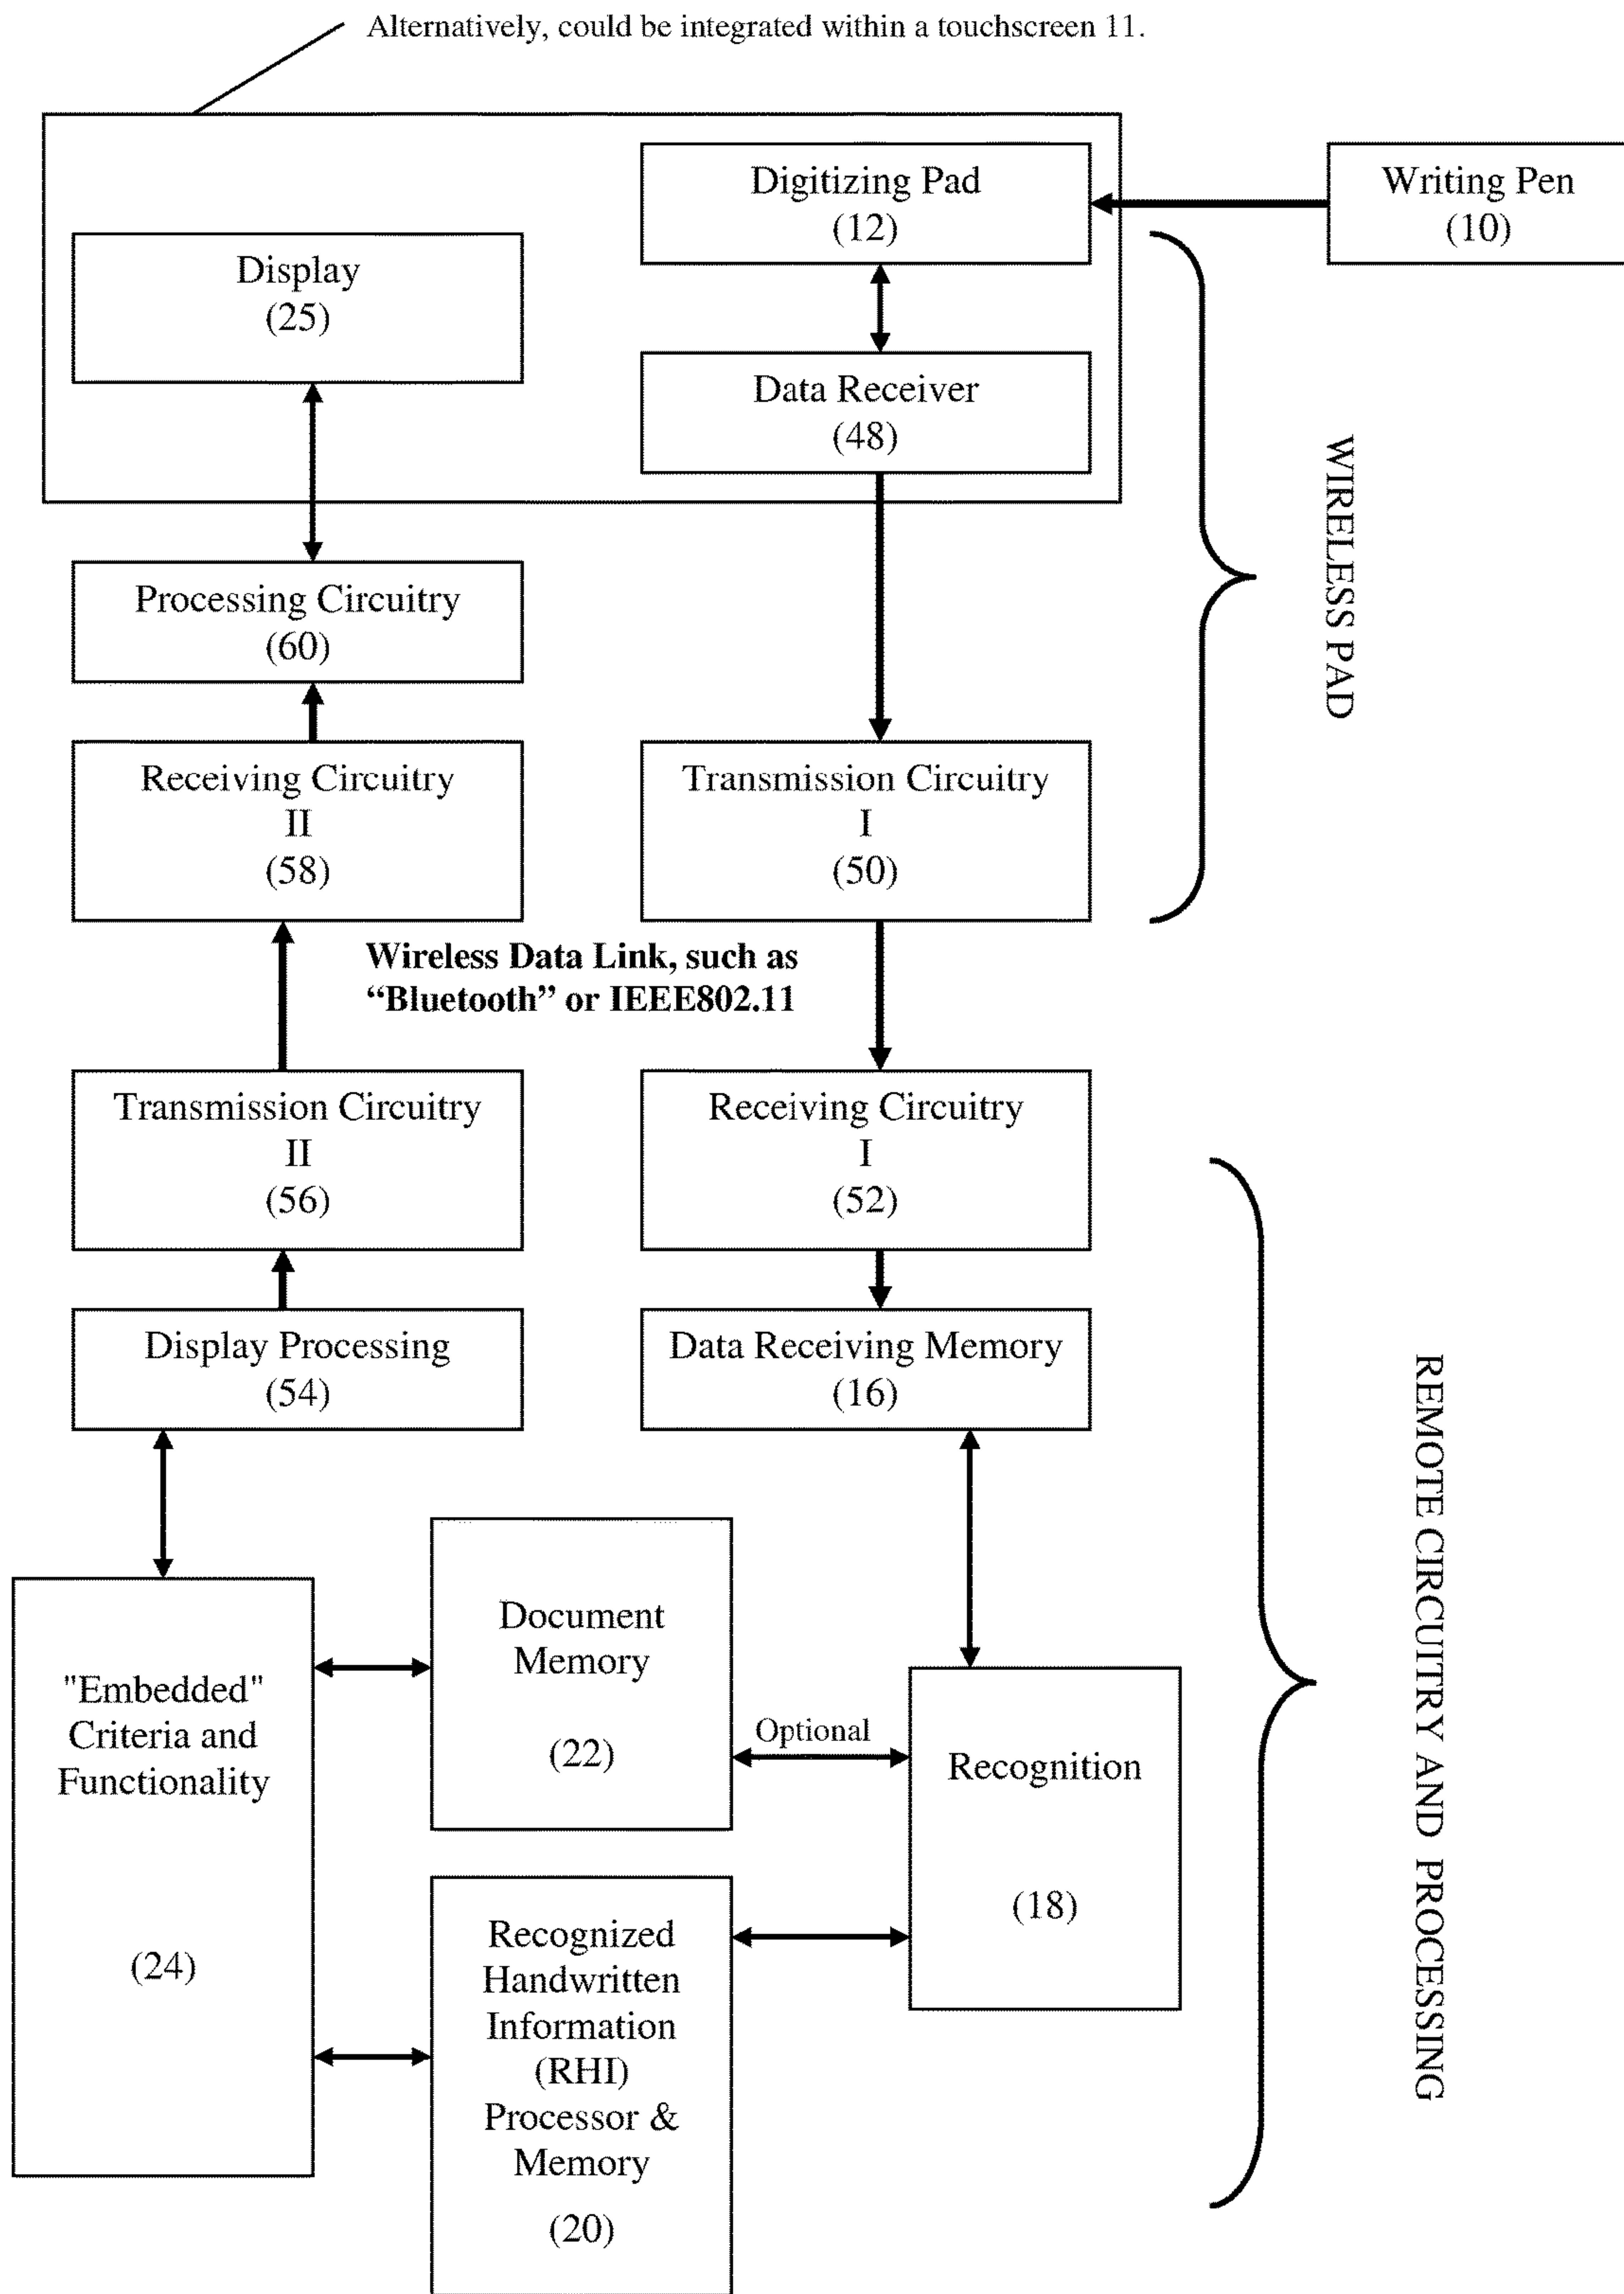 Alternatively, could be integrated within a touchscreen 11.
Digitizing Pad
(12)
Writing Pen
(10)
Display
(25)
Data Receiver
(48)
WIRELESS PAD
Processing Circuitry
(60)
Receiving Circuitry
II
(58)
Transmission Circuitry
I
(50)
Wireless Data Link, such as
“Bluetooth” or IEEE802.11
Transmission Circuitry
II
(56)
Receiving Circuitry
I
(52)
Display Processing
(54)
Data Receiving Memory
(16)
REMOTE CIRCUITRY AND PROCESSING
"Embedded"
Criteria and
Functionality
(24)
Document
Memory
(22)
Optional
Recognition
(18)
Recognized
Handwritten
Information
(RHI)
Processor &
Memory
(20)